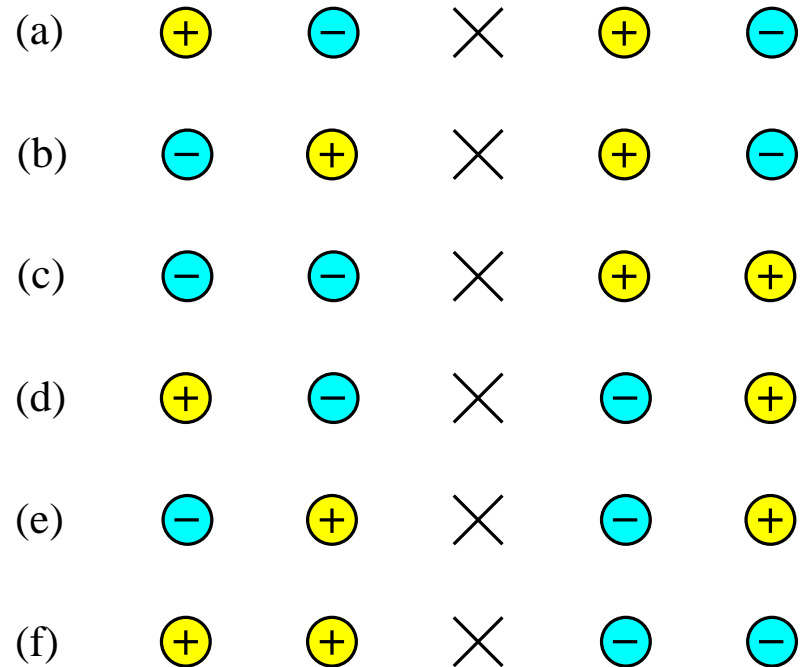 (a) + − × + −
(b) − + × + −
(c) − − × + +
(d) + − × − +
(e) − + × − +
(f) + + × − −